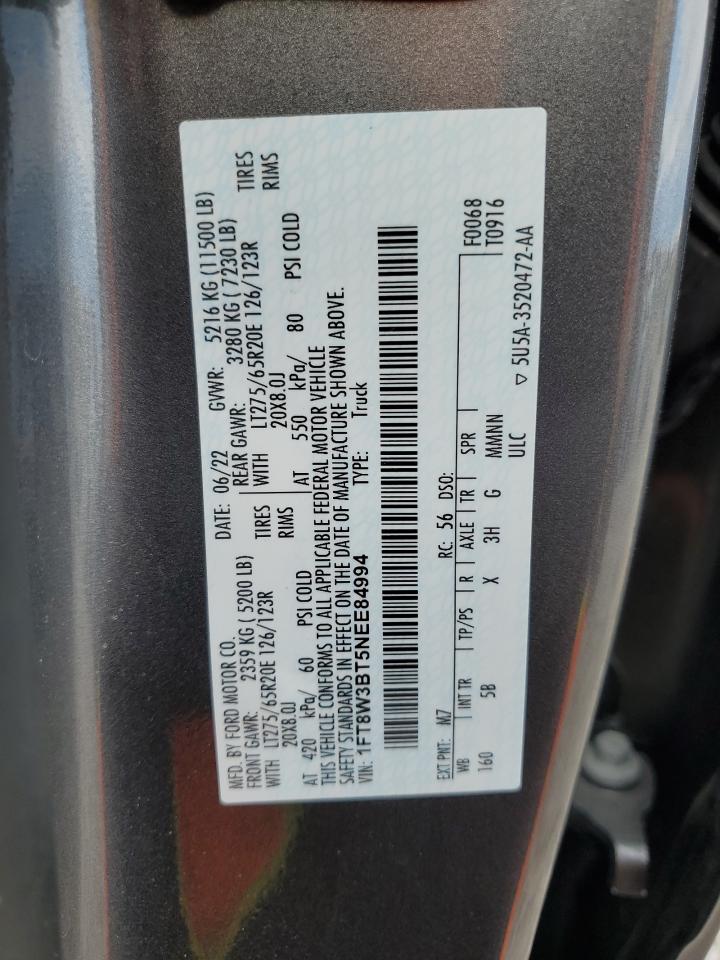 MFD. BY FORD MOTOR CO. DATE: 06/22 GVWR: 5216 KG (11500 LB)
FRONT GAWR: 2359 KG ( 5200 LB) REAR GAWR: 3280 KG ( 7230 LB)
WITH LT275/65R20E 126/123R TIRES WITH LT275/65R20E 126/123R TIRES
20X8.0J RIMS 20X8.0J RIMS
AT 420 kPa/ 60 PSI COLD AT 550 kPa/ 80 PSI COLD
THIS VEHICLE CONFORMS TO ALL APPLICABLE FEDERAL MOTOR VEHICLE
SAFETY STANDARDS IN EFFECT ON THE DATE OF MANUFACTURE SHOWN ABOVE.
VIN: 1FT8W3BT5NEE84994 TYPE: Truck
EXT PNT: M7 RC: 56 DSO:
WB INT TR TP/PS R AXLE TR SPR F0068
160 5B X 3H G MMNNN T0916
ULC ▽ 5U5A-3520472-AA